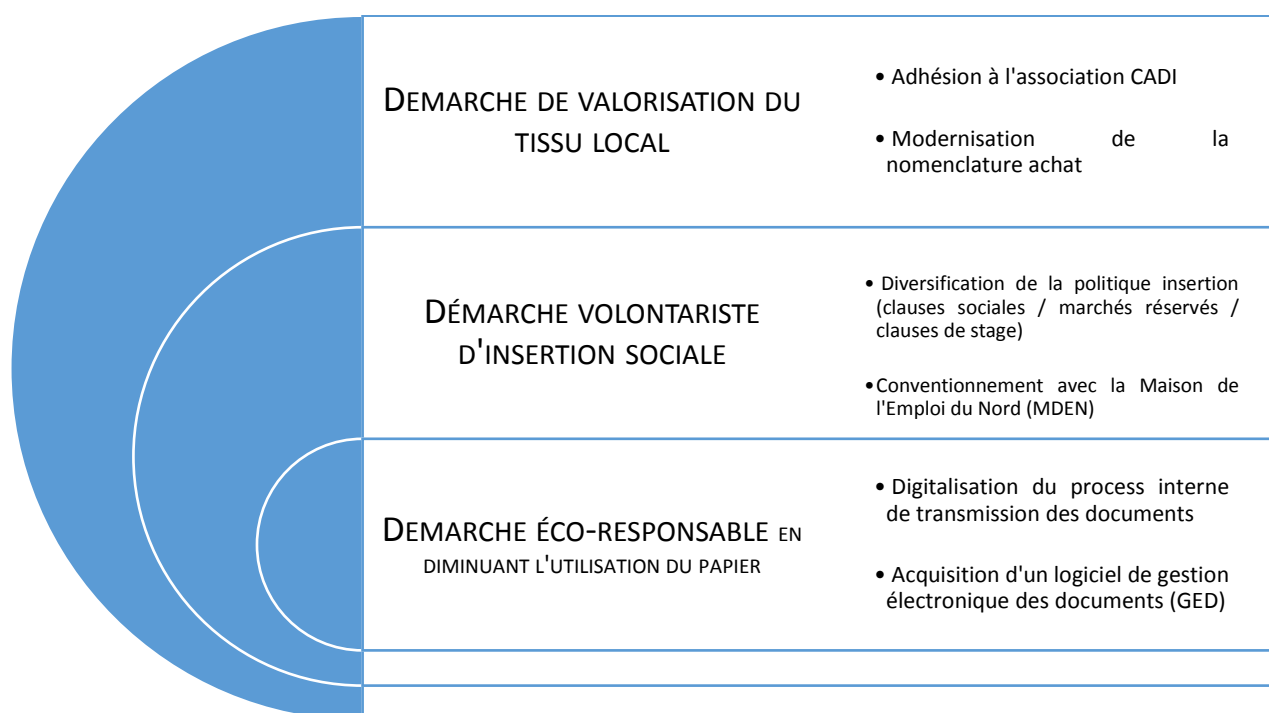 DEMARCHE DE VALORISATION DU
TISSU LOCAL
• Adhésion à l'association CADI
• Modernisation de la
nomenclature achat
DÉMARCHE VOLONTARISTE
D'INSERTION SOCIALE
• Diversification de la politique insertion
(clauses sociales / marchés réservés /
clauses de stage)
•Conventionnement avec la Maison de
l'Emploi du Nord (MDEN)
DEMARCHE ÉCO-RESPONSABLE EN
DIMINUANT L'UTILISATION DU PAPIER
• Digitalisation du process interne
de transmission des documents
• Acquisition d'un logiciel de gestion
électronique des documents (GED)